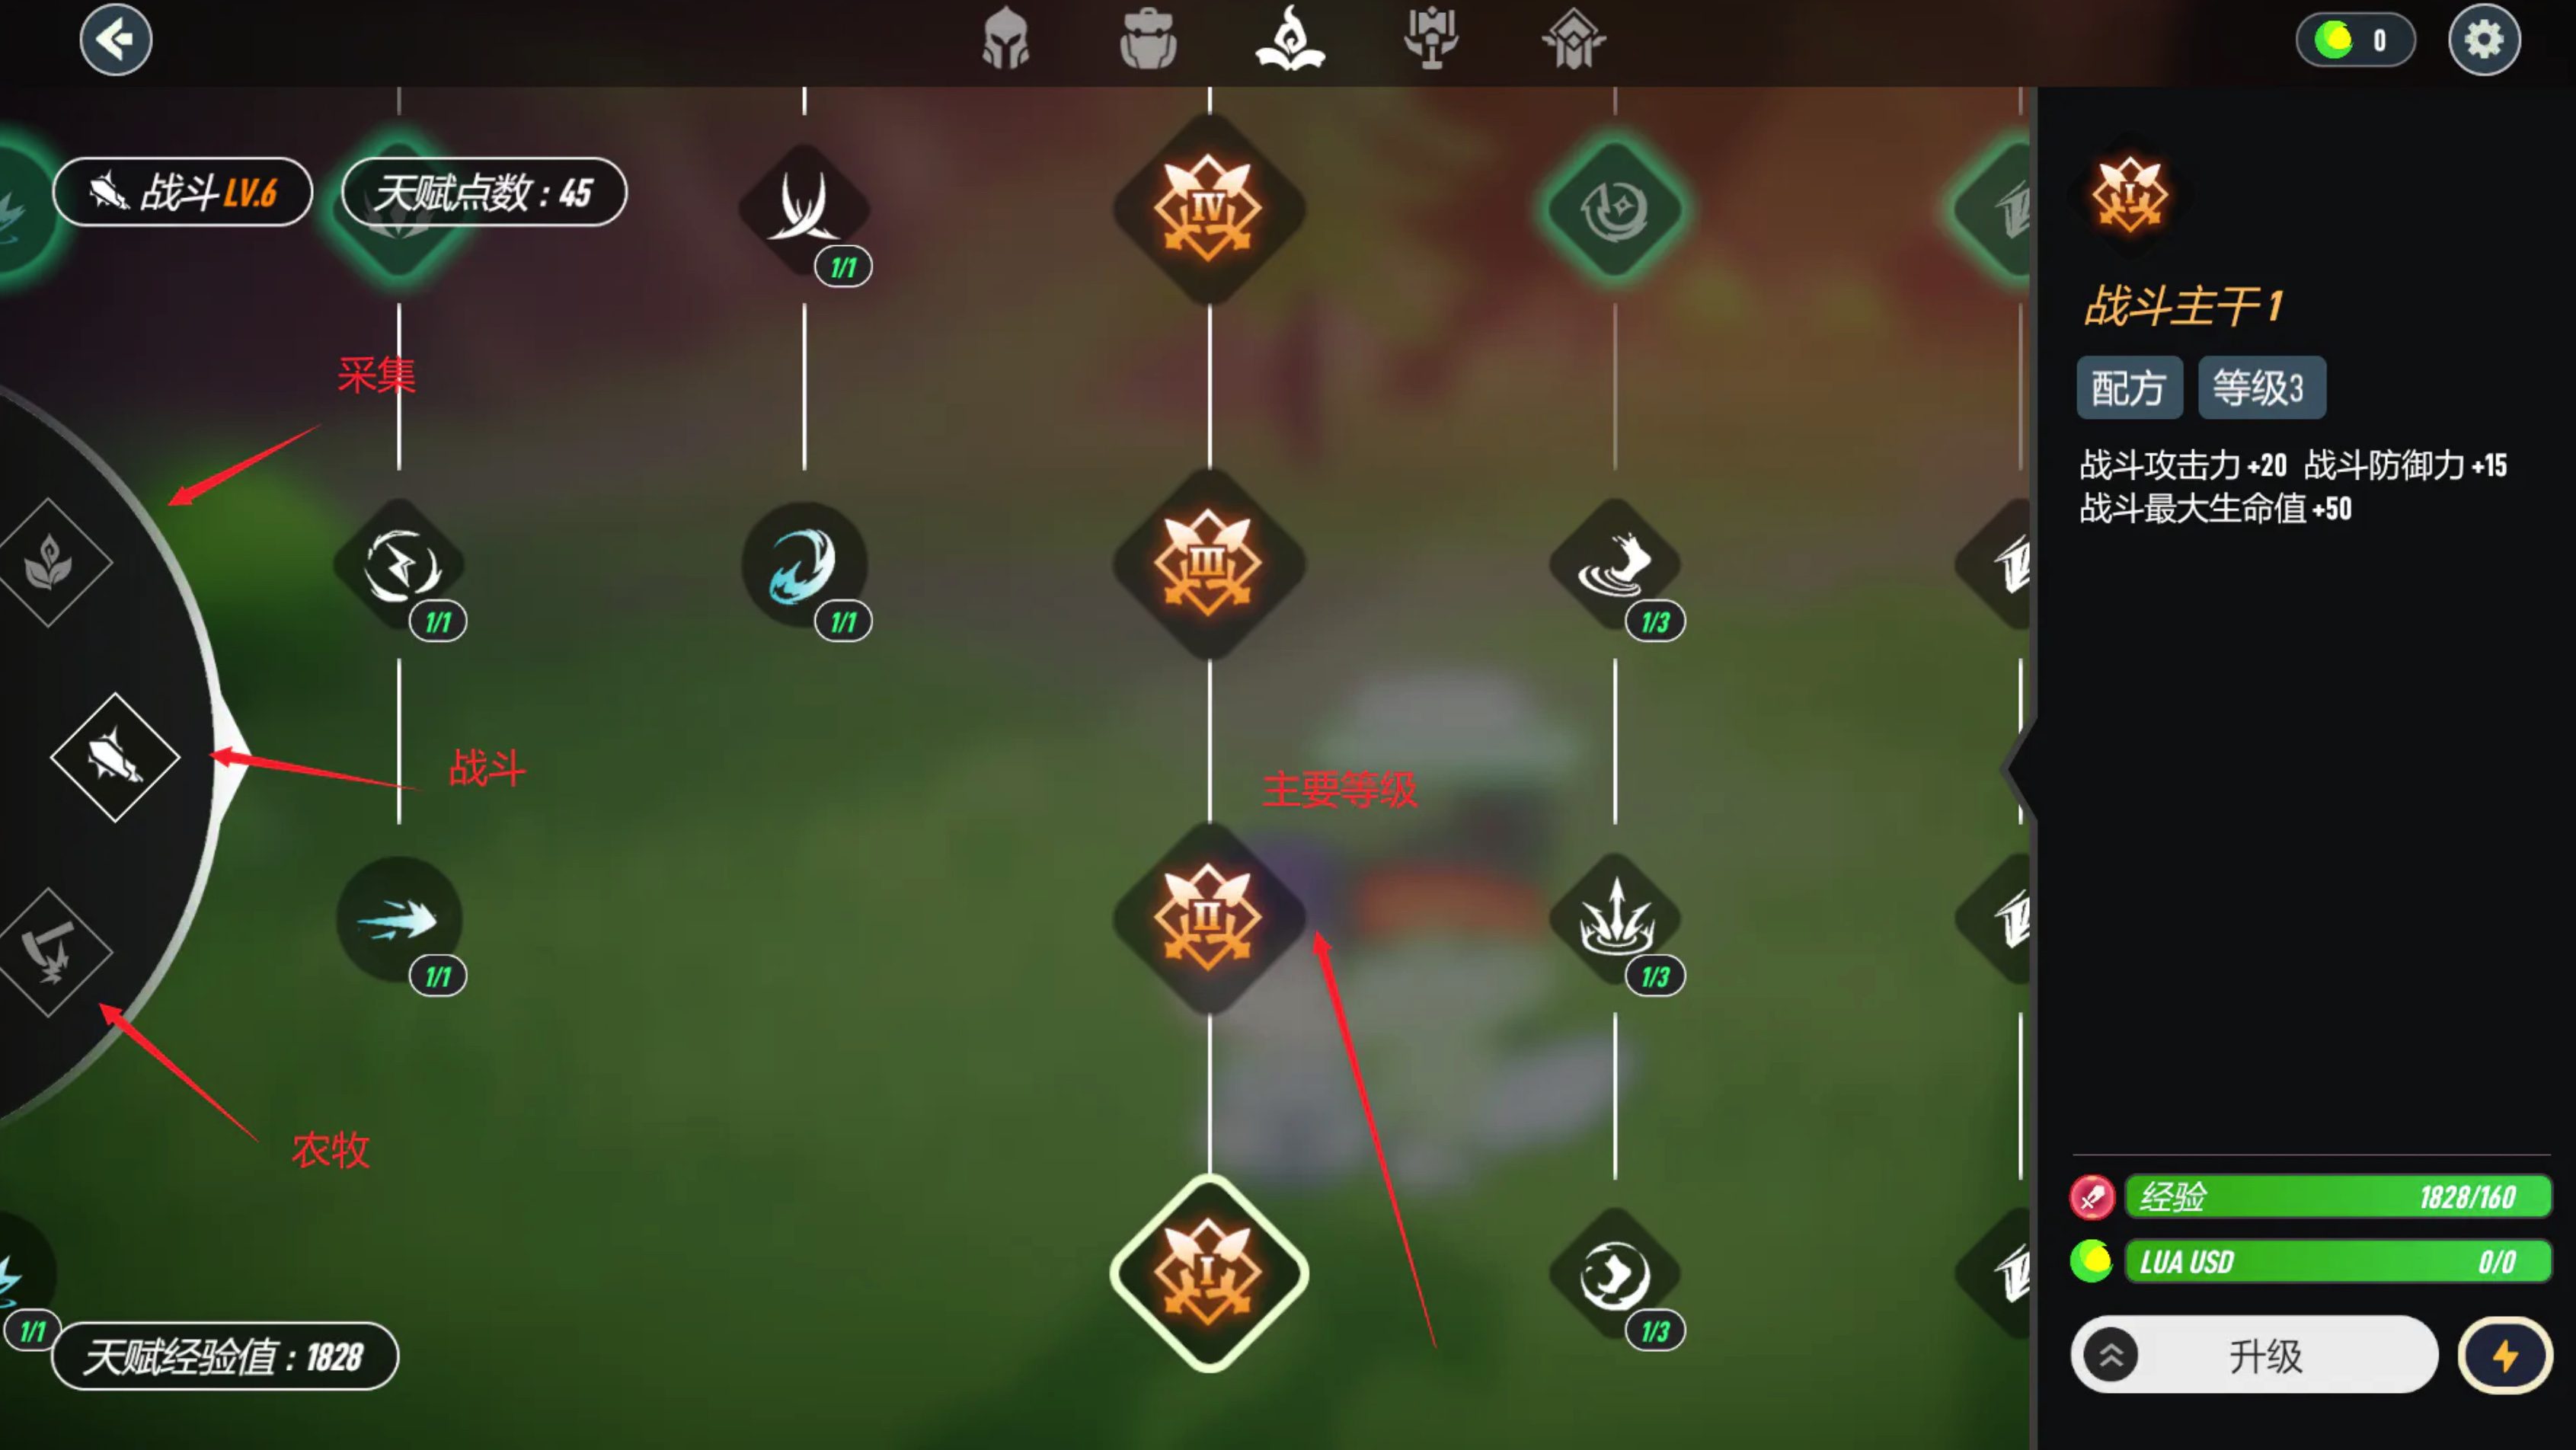 0
战斗 LV.6
天赋点数 : 45
1/1
IV
I
战斗主干 1
配方
等级3
战斗攻击力 +20 战斗防御力 +15
战斗最大生命值 +50
采集
1/1
1/1
III
1/3
战斗
主要等级
1/1
II
1/3
农牧
经验 1828/160
LUA USD 0/0
I
1/3
1/1
天赋经验值 : 1828
升级